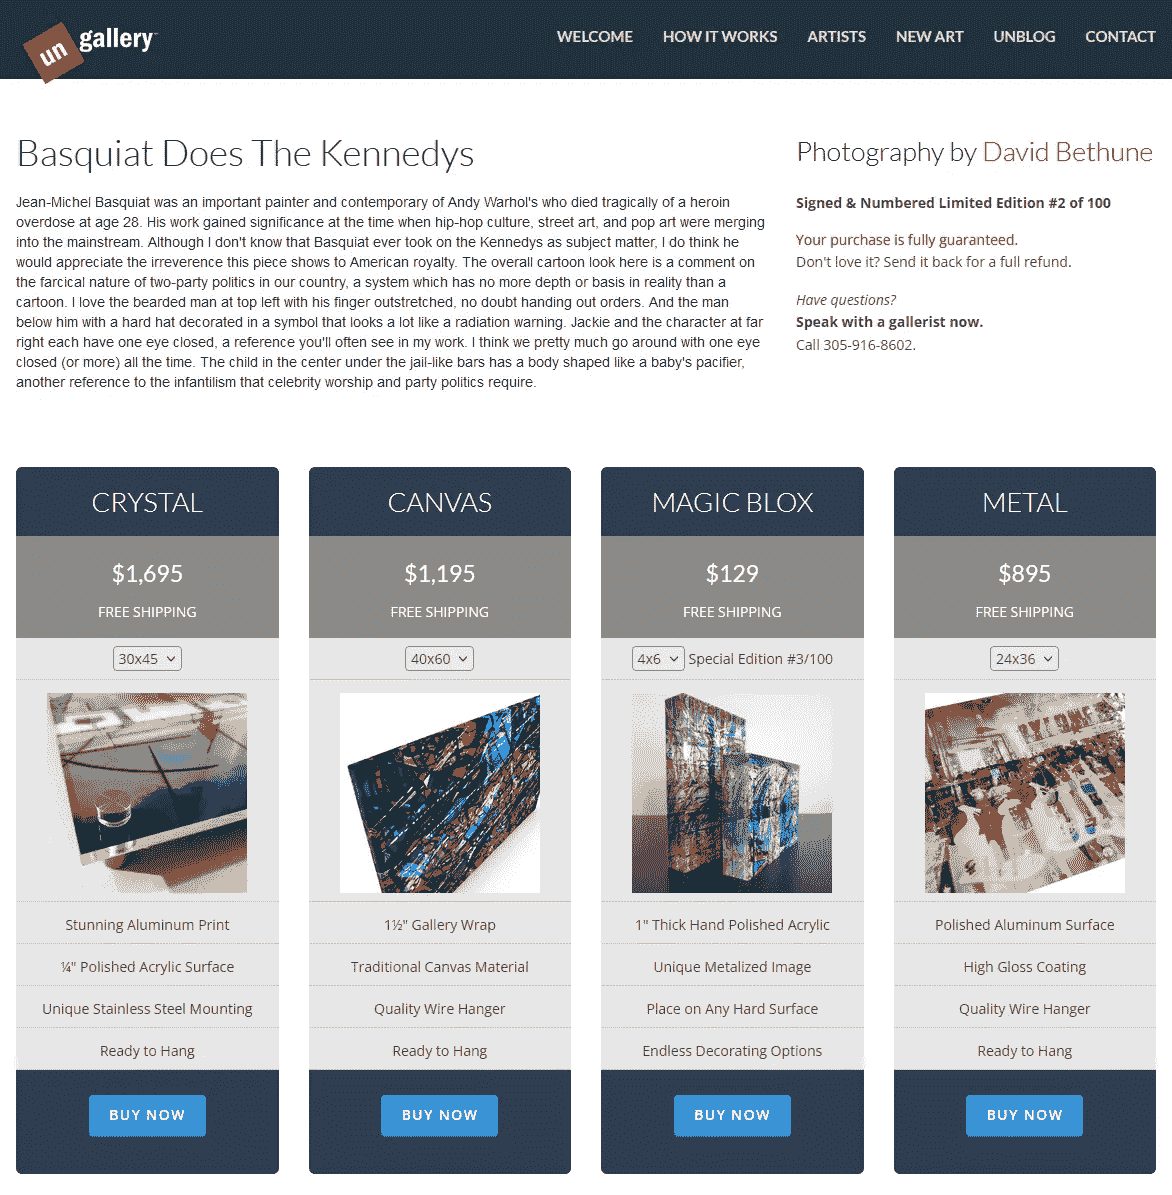 un gallery™
WELCOME HOW IT WORKS ARTISTS NEW ART UNBLOG CONTACT
Basquiat Does The Kennedys
Jean-Michel Basquiat was an important painter and contemporary of Andy Warhol's who died tragically of a heroin
overdose at age 28. His work gained significance at the time when hip-hop culture, street art, and pop art were merging
into the mainstream. Although I don't know that Basquiat ever took on the Kennedys as subject matter, I do think he
would appreciate the irreverence this piece shows to American royalty. The overall cartoon look here is a comment on
the farcical nature of two-party politics in our country, a system which has no more depth or basis in reality than a
cartoon. I love the bearded man at top left with his finger outstretched, no doubt handing out orders. And the man
below him with a hard hat decorated in a symbol that looks a lot like a radiation warning. Jackie and the character at far
right each have one eye closed, a reference you'll often see in my work. I think we pretty much go around with one eye
closed (or more) all the time. The child in the center under the jail-like bars has a body shaped like a baby's pacifier,
another reference to the infantilism that celebrity worship and party politics require.
Photography by David Bethune
Signed & Numbered Limited Edition #2 of 100
Your purchase is fully guaranteed.
Don't love it? Send it back for a full refund.
Have questions?
Speak with a gallerist now.
Call 305-916-8602.
CRYSTAL
$1,695
FREE SHIPPING
30x45
Stunning Aluminum Print
¼" Polished Acrylic Surface
Unique Stainless Steel Mounting
Ready to Hang
BUY NOW
CANVAS
$1,195
FREE SHIPPING
40x60
1½" Gallery Wrap
Traditional Canvas Material
Quality Wire Hanger
Ready to Hang
BUY NOW
MAGIC BLOX
$129
FREE SHIPPING
4x6 Special Edition #3/100
1" Thick Hand Polished Acrylic
Unique Metalized Image
Place on Any Hard Surface
Endless Decorating Options
BUY NOW
METAL
$895
FREE SHIPPING
24x36
Polished Aluminum Surface
High Gloss Coating
Quality Wire Hanger
Ready to Hang
BUY NOW